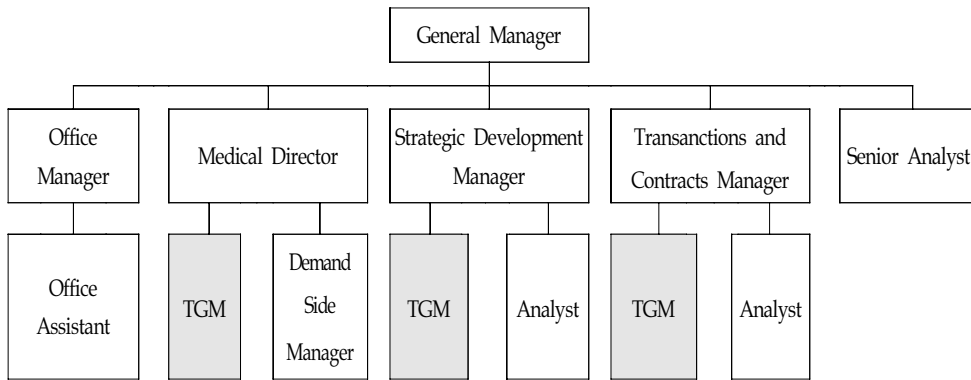 General Manager
Office
Manager
Medical Director
Strategic Development
Manager
Transanctions and
Contracts Manager
Senior Analyst
Office
Assistant
TGM
Demand
Side
Manager
TGM
Analyst
TGM
Analyst